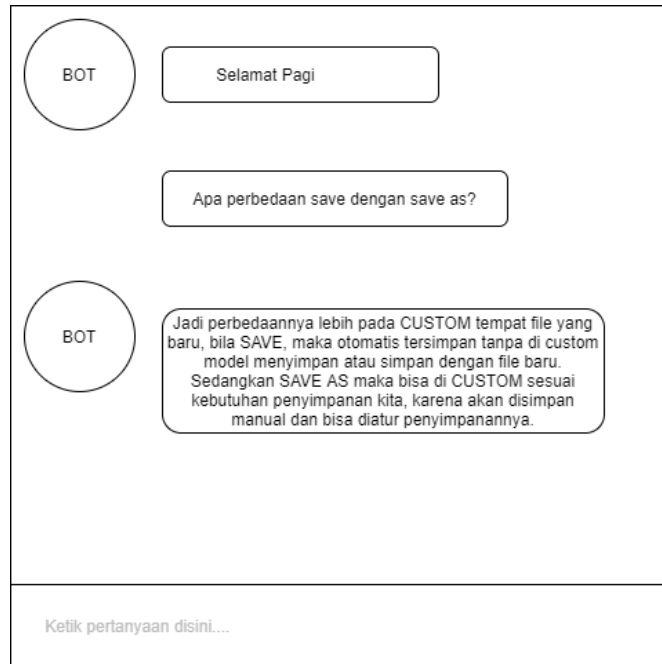 BOT
Selamat Pagi
Apa perbedaan save dengan save as?
BOT
Jadi perbedaannya lebih pada CUSTOM tempat file yang
baru, bila SAVE, maka otomatis tersimpan tanpa di custom
model menyimpan atau simpan dengan file baru.
Sedangkan SAVE AS maka bisa di CUSTOM sesuai
kebutuhan penyimpanan kita, karena akan disimpan
manual dan bisa diatur penyimpanannya.
Ketik pertanyaan disini....